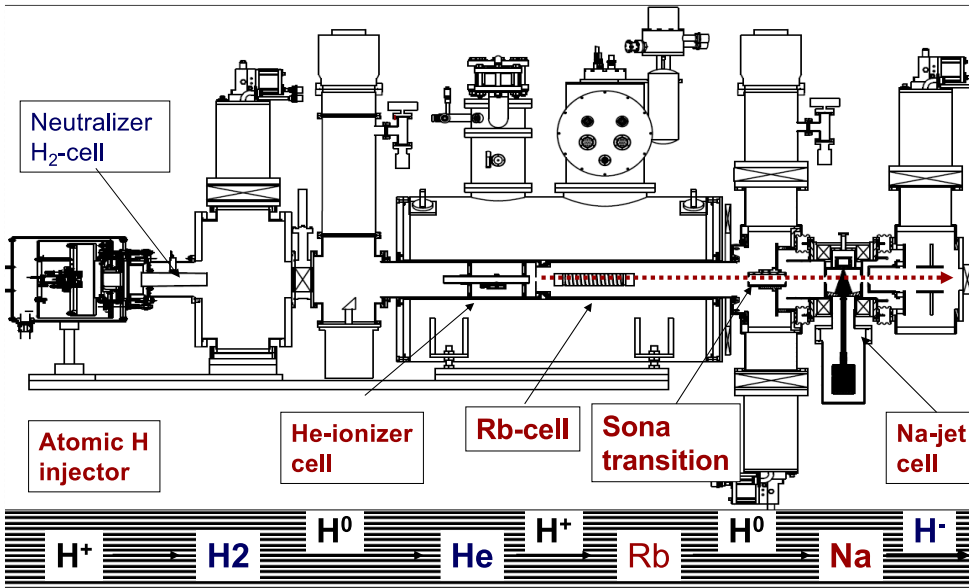 Neutralizer
H₂-cell
Atomic H
injector
He-ionizer
cell
Rb-cell
Sona
transition
Na-jet
cell
H⁺ H2 H⁰ He H⁺ Rb H⁰ Na H⁻